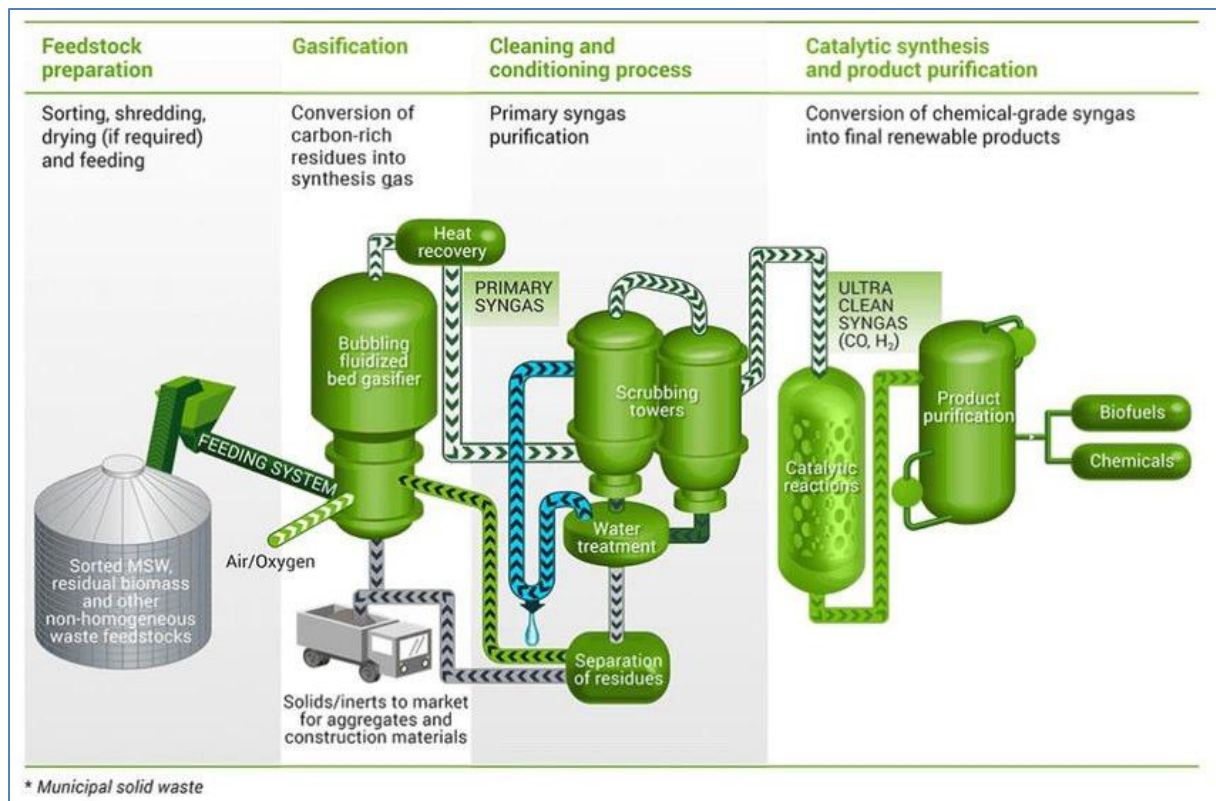 Feedstock
preparation
Gasification
Cleaning and
conditioning process
Catalytic synthesis
and product purification
Sorting, shredding,
drying (if required)
and feeding
Conversion of
carbon-rich
residues into
synthesis gas
Primary syngas
purification
Conversion of chemical-grade syngas
into final renewable products
Heat
recovery
PRIMARY
SYNGAS
ULTRA
CLEAN
SYNGAS
(CO, H₂)
Bubbling
fluidized
bed gasifier
Scrubbing
towers
Product
purification
Biofuels
Chemicals
FEEDING SYSTEM
Catalytic
reactions
Water
treatment
Air/Oxygen
Sorted MSW,
residual biomass
and other
non-homogeneous
waste feedstocks
Separation
of residues
Solids/inerts to market
for aggregates and
construction materials
* Municipal solid waste